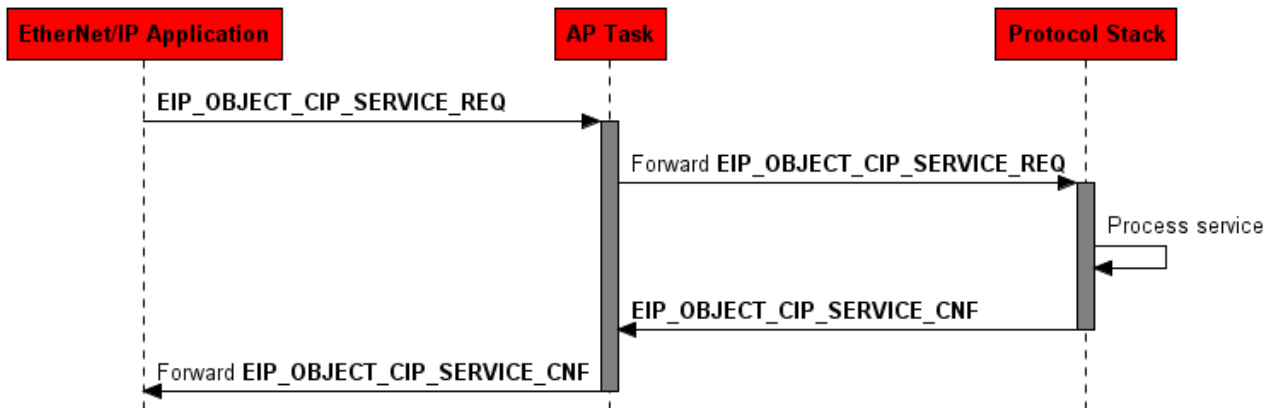 EtherNet/IP Application
AP Task
Protocol Stack
EIP_OBJECT_CIP_SERVICE_REQ
Forward EIP_OBJECT_CIP_SERVICE_REQ
Process service
EIP_OBJECT_CIP_SERVICE_CNF
Forward EIP_OBJECT_CIP_SERVICE_CNF